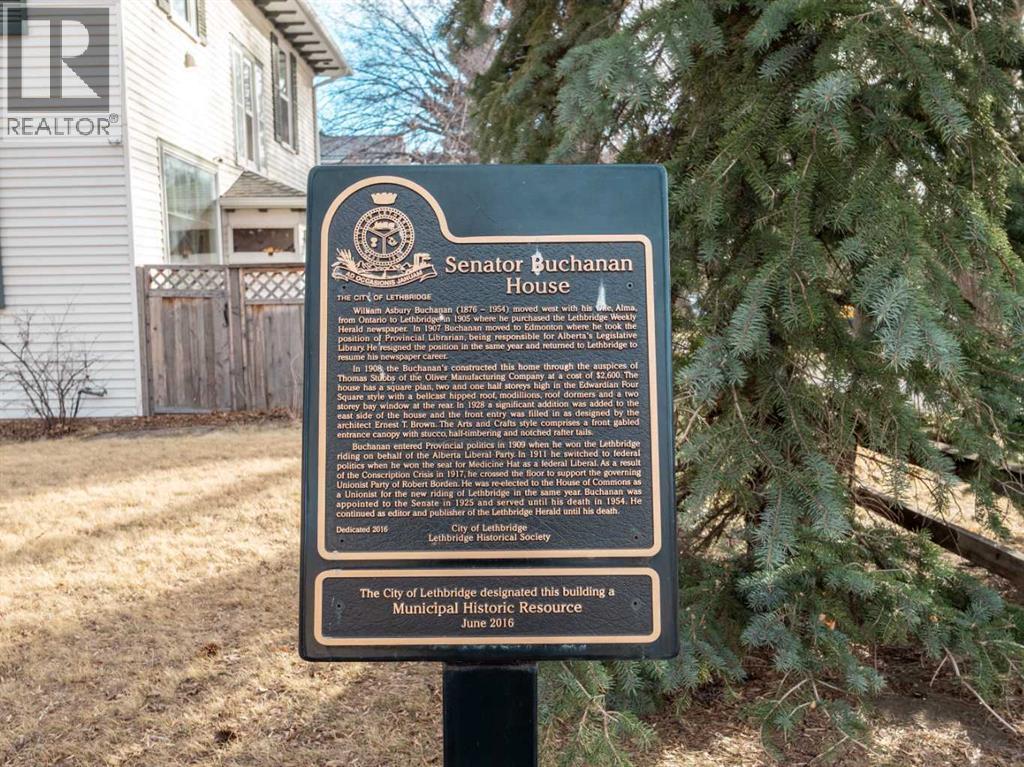 REALTOR®
AD OCCASIONIS JANUAM
THE CITY OF LETHBRIDGE
Senator Buchanan
House
William Asbury Buchanan (1876 – 1954) moved west with his wife, Alma,
from Ontario to Lethbridge in 1905 where he purchased the Lethbridge Weekly
Herald newspaper. In 1907 Buchanan moved to Edmonton where he took the
position of Provincial Librarian, being responsible for Alberta's Legislative
Library. He resigned the position in the same year and returned to Lethbridge to
resume his newspaper career.
In 1908 the Buchanan's constructed this home through the auspices of
Thomas Stubbs of the Oliver Manufacturing Company at a cost of $2,600. The
house has a square plan, two and one half storeys high in the Edwardian Four
Square style with a bellcast hipped roof, modillions, roof dormers and a two
storey bay window at the rear. In 1928 a significant addition was added to the
east side of the house and the front entry was filled in as designed by the
architect Ernest T. Brown. The Arts and Crafts style comprises a front gabled
entrance canopy with stucco, half-timbering and notched rafter tails.
Buchanan entered Provincial politics in 1909 when he won the Lethbridge
riding on behalf of the Alberta Liberal Party. In 1911 he switched to federal
politics when he won the seat for Medicine Hat as a federal Liberal. As a result
of the Conscription Crisis in 1917, he crossed the floor to support the governing
Unionist Party of Robert Borden. He was re-elected to the House of Commons as
a Unionist for the new riding of Lethbridge in the same year. Buchanan was
appointed to the Senate in 1925 and served until his death in 1954. He
continued as editor and publisher of the Lethbridge Herald until his death.
Dedicated 2016
City of Lethbridge
Lethbridge Historical Society
The City of Lethbridge designated this building a
Municipal Historic Resource
June 2016